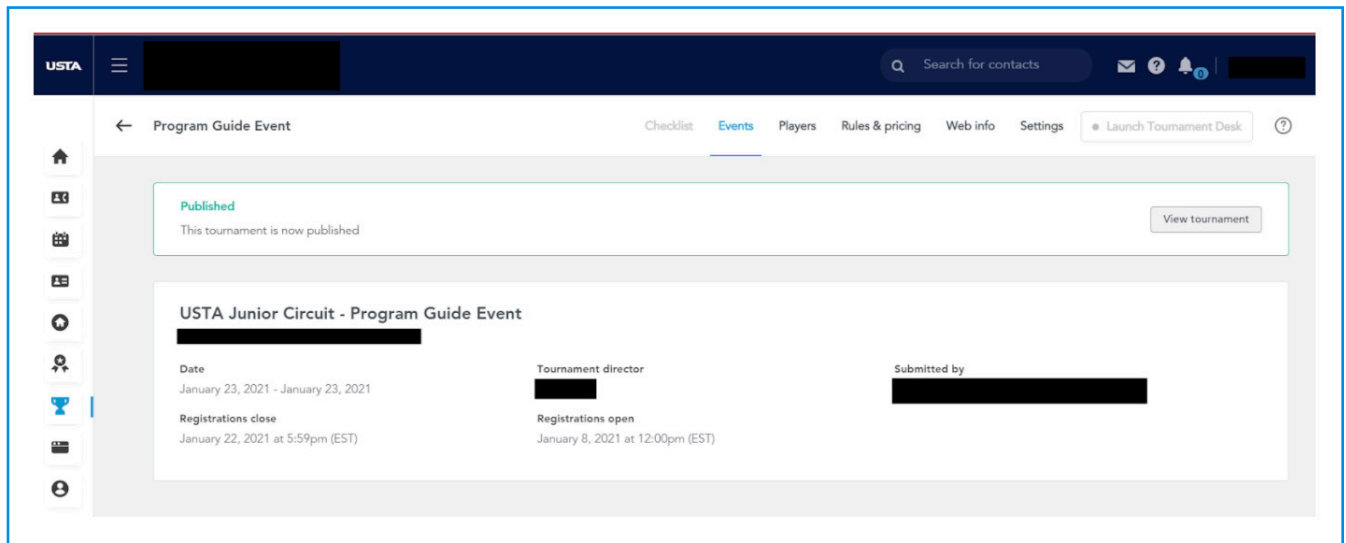 USTA
Search for contacts
0
Program Guide Event
Checklist Events Players Rules & pricing Web info Settings Launch Tournament Desk ?
Published
This tournament is now published
View tournament
USTA Junior Circuit - Program Guide Event
Date Tournament director Submitted by
January 23, 2021 - January 23, 2021
Registrations close Registrations open
January 22, 2021 at 5:59pm (EST) January 8, 2021 at 12:00pm (EST)